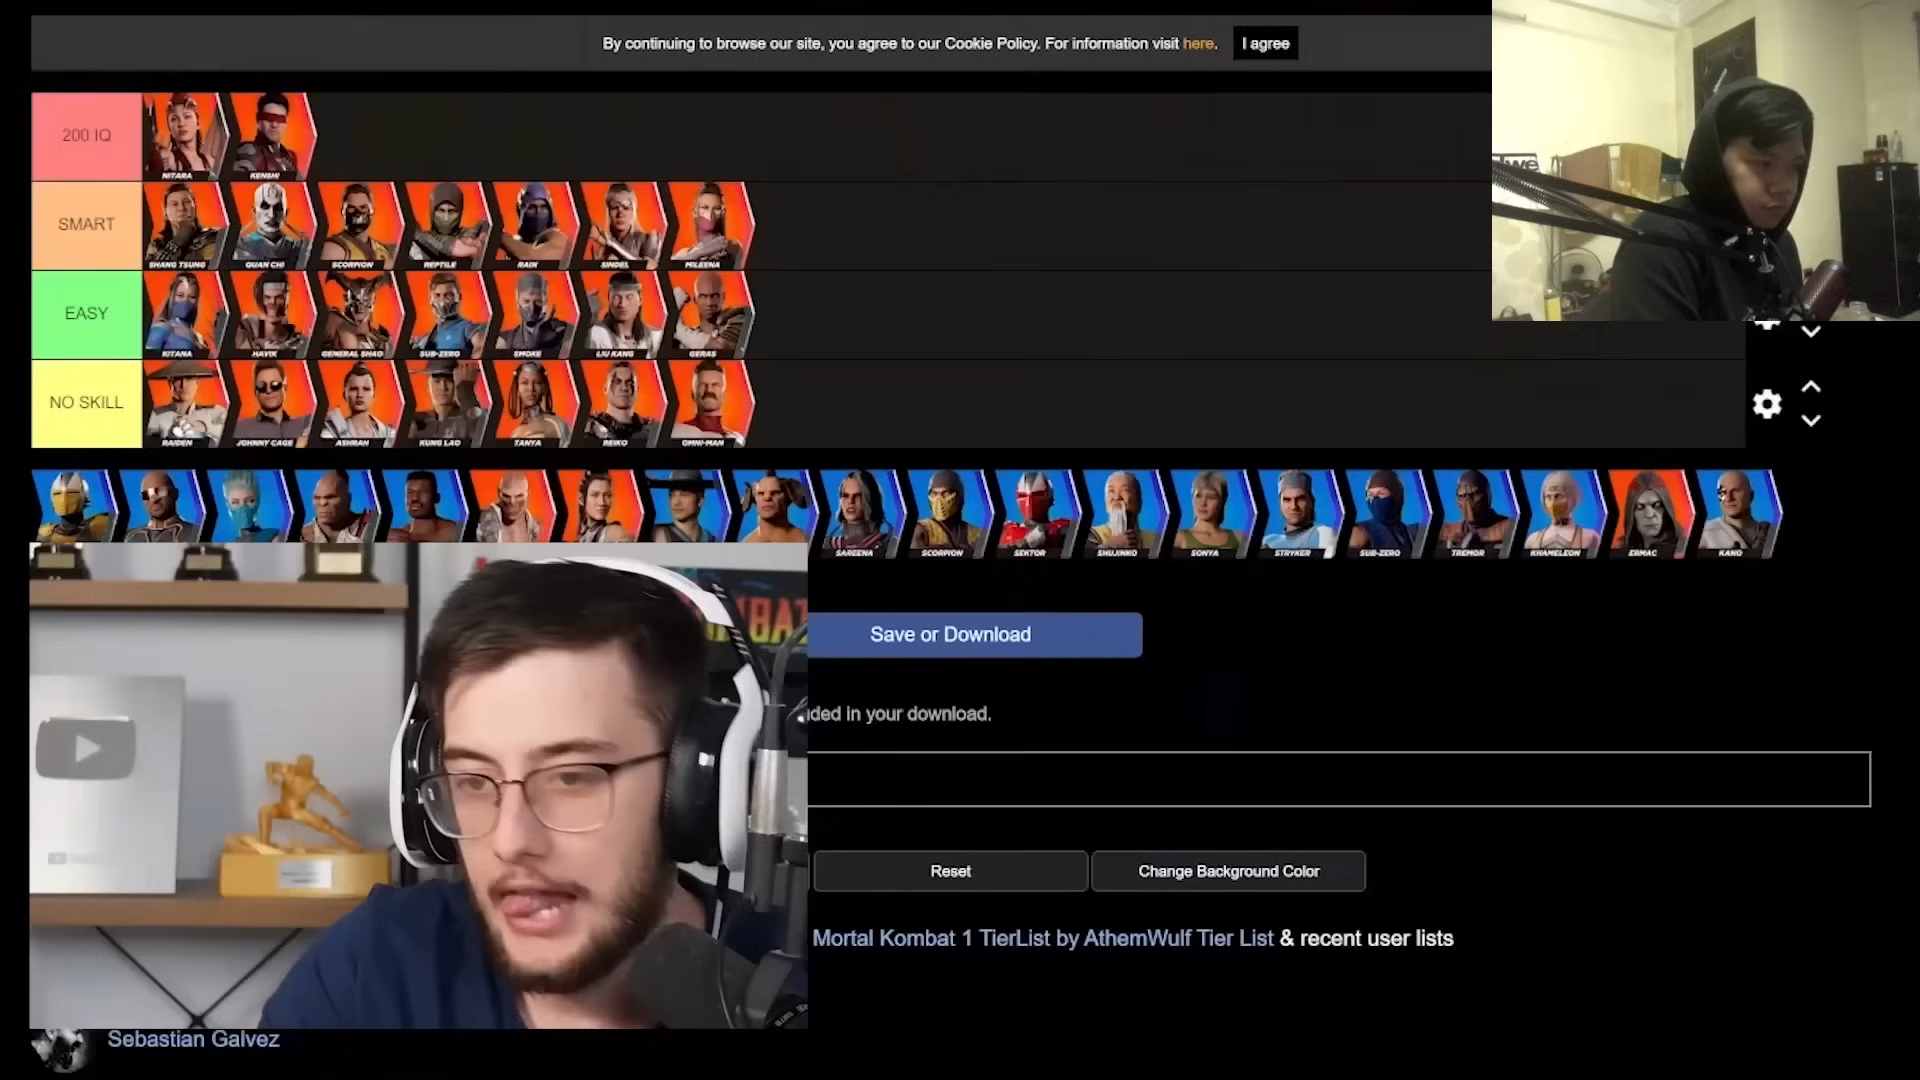 By continuing to browse our site, you agree to our Cookie Policy. For information visit here. I agree
200 IQ
NITARA KENSHI
SMART
SHANG TSUNG QUAN CHI SCORPION REPTILE RAIN SINDEL MILEENA
EASY
KITANA HAVIK GENERAL SHAO SUB-ZERO SMOKE LIU KANG GERAS
NO SKILL
RAIDEN JOHNNY CAGE ASHRAH KUNG LAO TANYA REIKO OMNI-MAN
SAREENA SCORPION SEKTOR SHUJINKO SONYA STRYKER SUB-ZERO TREMOR KHAMELEON ERMAC KANO
Save or Download
ded in your download.
Reset Change Background Color
Mortal Kombat 1 TierList by AthemWulf Tier List & recent user lists
Sebastian Galvez